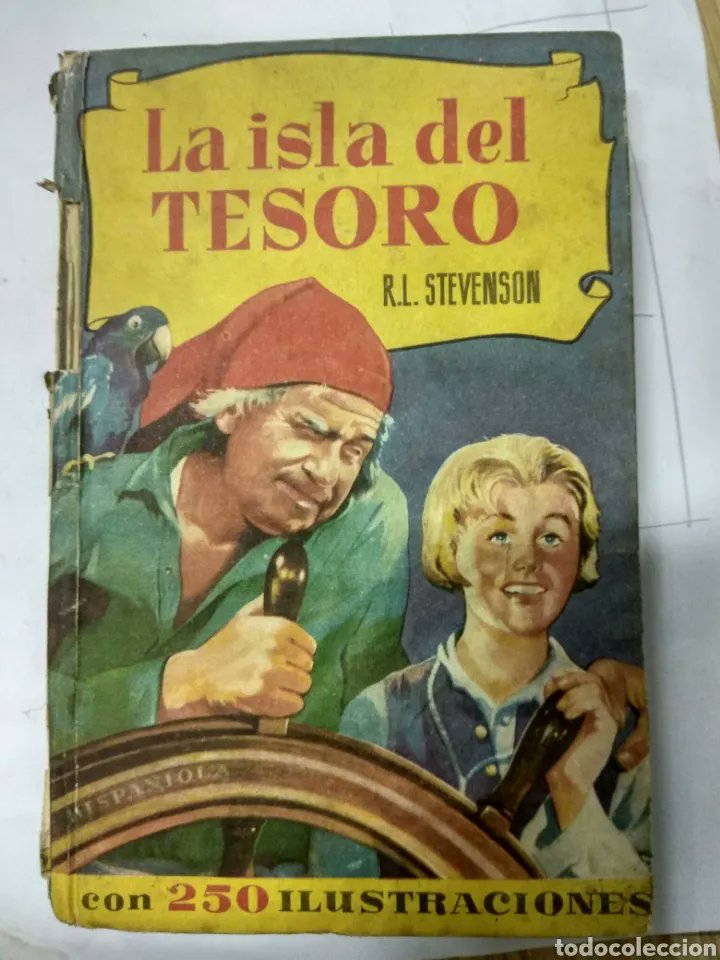 La isla del
TESORO
R.L. STEVENSON
HISPANIOLA
con 250 ILUSTRACIONES
todocoleccion